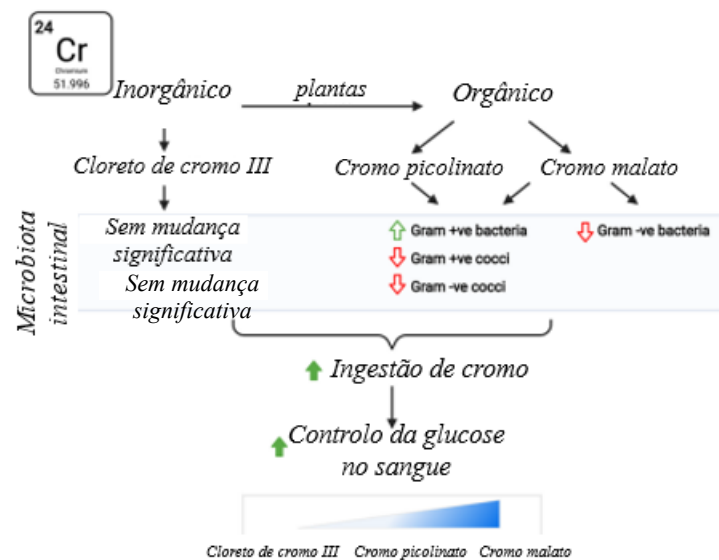 24
Cr
Chromium
51.996
Inorgânico
plantas
Orgânico
Cloreto de cromo III
Cromo picolinato
Cromo malato
Microbiota
intestinal
Sem mudança
significativa
Sem mudança
significativa
Gram +ve bacteria
Gram +ve cocci
Gram -ve cocci
Gram -ve bacteria
Ingestão de cromo
Controlo da glucose
no sangue
Cloreto de cromo III
Cromo picolinato
Cromo malato